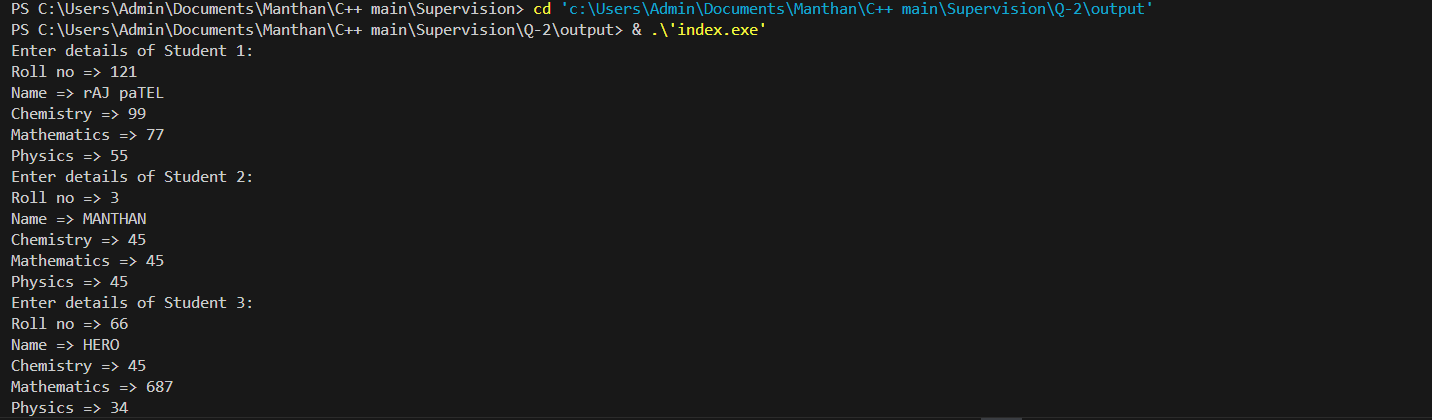 PS C:\Users\Admin\Documents\Manthan\C++ main\Supervision> cd 'c:\Users\Admin\Documents\Manthan\C++ main\Supervision\Q-2\output'
PS C:\Users\Admin\Documents\Manthan\C++ main\Supervision\Q-2\output> & .\'index.exe'
Enter details of Student 1:
Roll no => 121
Name => rAJ paTEL
Chemistry => 99
Mathematics => 77
Physics => 55
Enter details of Student 2:
Roll no => 3
Name => MANTHAN
Chemistry => 45
Mathematics => 45
Physics => 45
Enter details of Student 3:
Roll no => 66
Name => HERO
Chemistry => 45
Mathematics => 687
Physics => 34